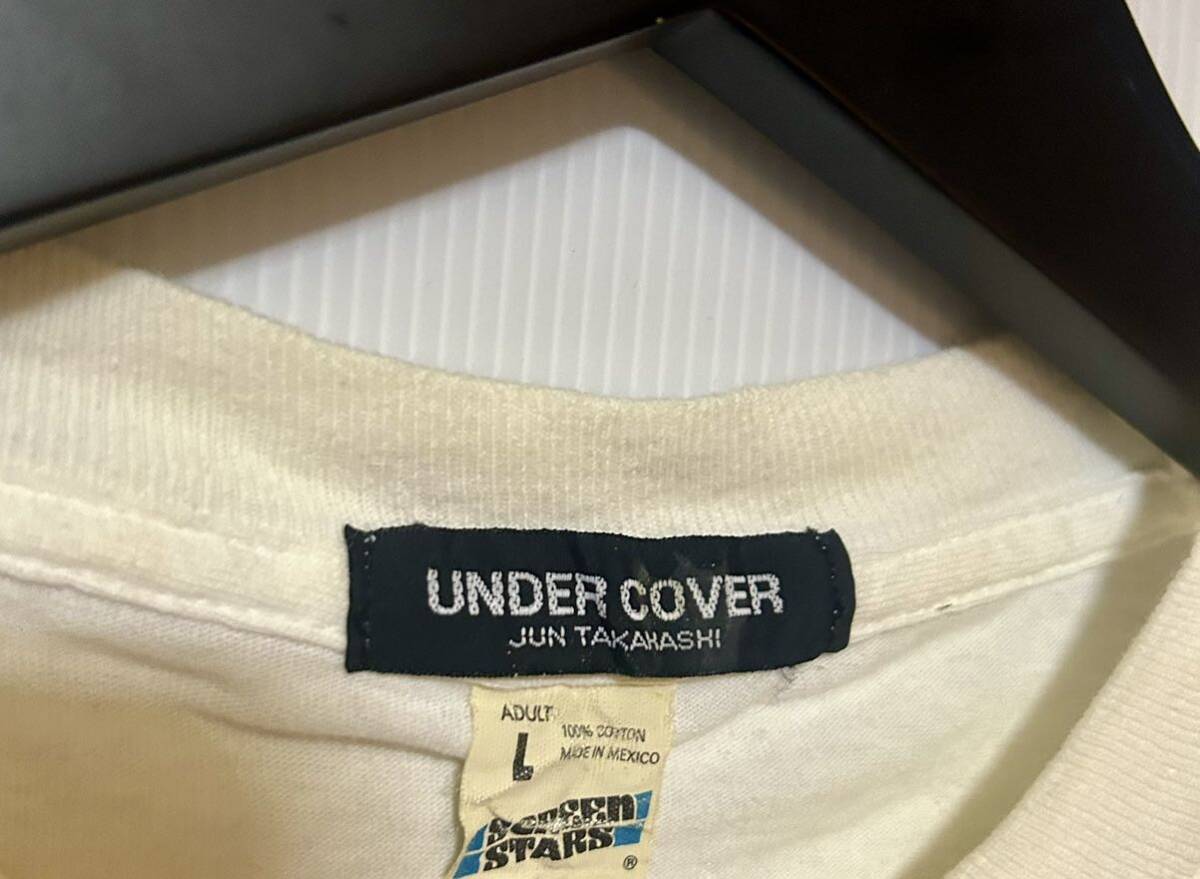 UNDER COVER
JUN TAKAHASHI
ADULT
L
100% COTTON
MADE IN MEXICO
SCREEN
STARS
®